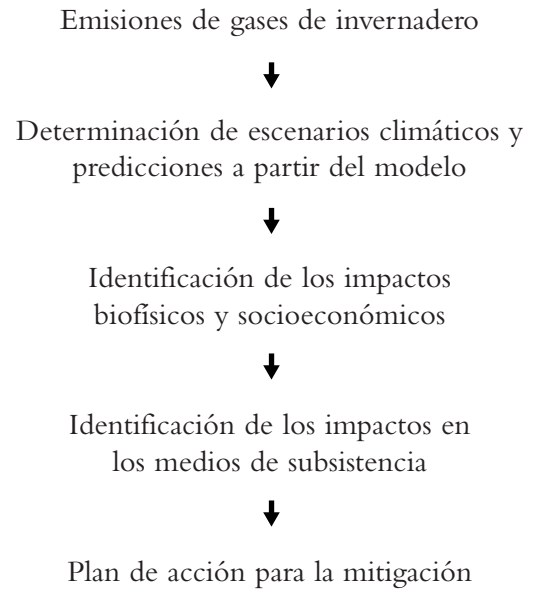 Emisiones de gases de invernadero
Determinación de escenarios climáticos y
predicciones a partir del modelo
Identificación de los impactos
biofísicos y socioeconómicos
Identificación de los impactos en
los medios de subsistencia
Plan de acción para la mitigación